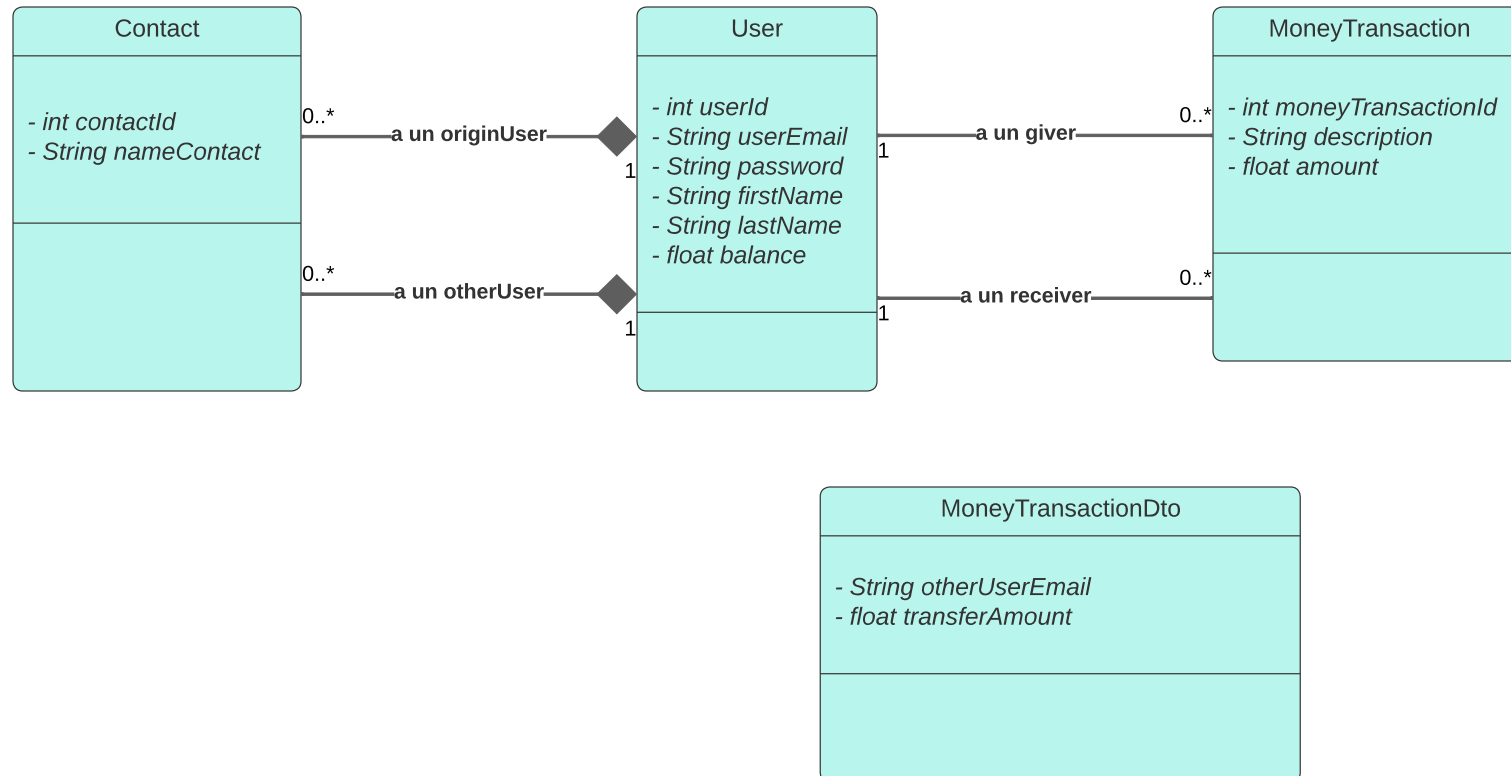 Contact
- int contactId
- String nameContact
0..*
a un originUser
1
0..*
a un otherUser
1
User
- int userId
- String userEmail
- String password
- String firstName
- String lastName
- float balance
1
a un giver
0..*
1
a un receiver
0..*
MoneyTransaction
- int moneyTransactionId
- String description
- float amount
MoneyTransactionDto
- String otherUserEmail
- float transferAmount